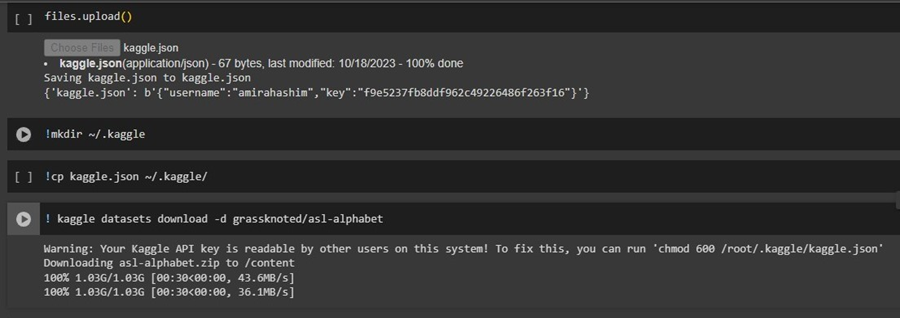 [ ] files.upload()
Choose Files kaggle.json
• kaggle.json(application/json) - 67 bytes, last modified: 10/18/2023 - 100% done
Saving kaggle.json to kaggle.json
{'kaggle.json': b'{"username":"amirahashim","key":"f9e5237fb8ddf962c49226486f263f16"}'}
!mkdir ~/.kaggle
[ ] !cp kaggle.json ~/.kaggle/
! kaggle datasets download -d grassknoted/asl-alphabet
Warning: Your Kaggle API key is readable by other users on this system! To fix this, you can run 'chmod 600 /root/.kaggle/kaggle.json'
Downloading asl-alphabet.zip to /content
100% 1.03G/1.03G [00:30<00:00, 43.6MB/s]
100% 1.03G/1.03G [00:30<00:00, 36.1MB/s]